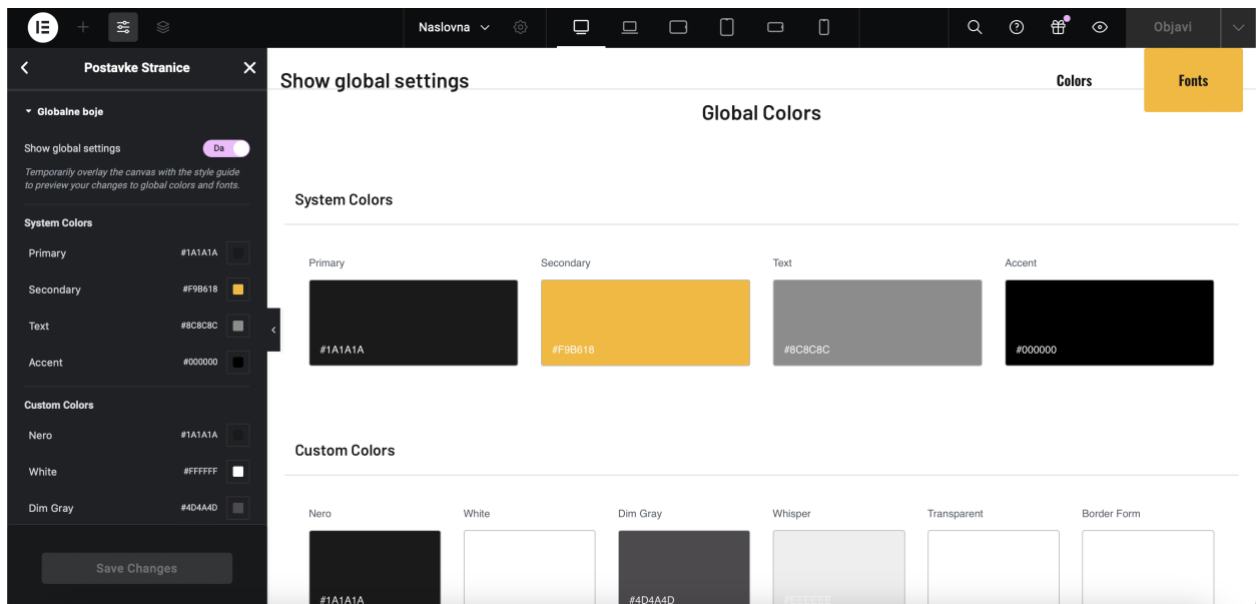 Naslovna
Objavi
Postavke Stranice
Globalne boje
Show global settings
Da
Temporarily overlay the canvas with the style guide
to preview your changes to global colors and fonts.
System Colors
Primary #1A1A1A
Secondary #F9B618
Text #8C8C8C
Accent #000000
Custom Colors
Nero #1A1A1A
White #FFFFFF
Dim Gray #4D4A4D
Save Changes
Show global settings
Colors
Fonts
Global Colors
System Colors
Primary Secondary Text Accent
#1A1A1A #F9B618 #8C8C8C #000000
Custom Colors
Nero White Dim Gray Whisper Transparent Border Form
#1A1A1A #4D4A4D